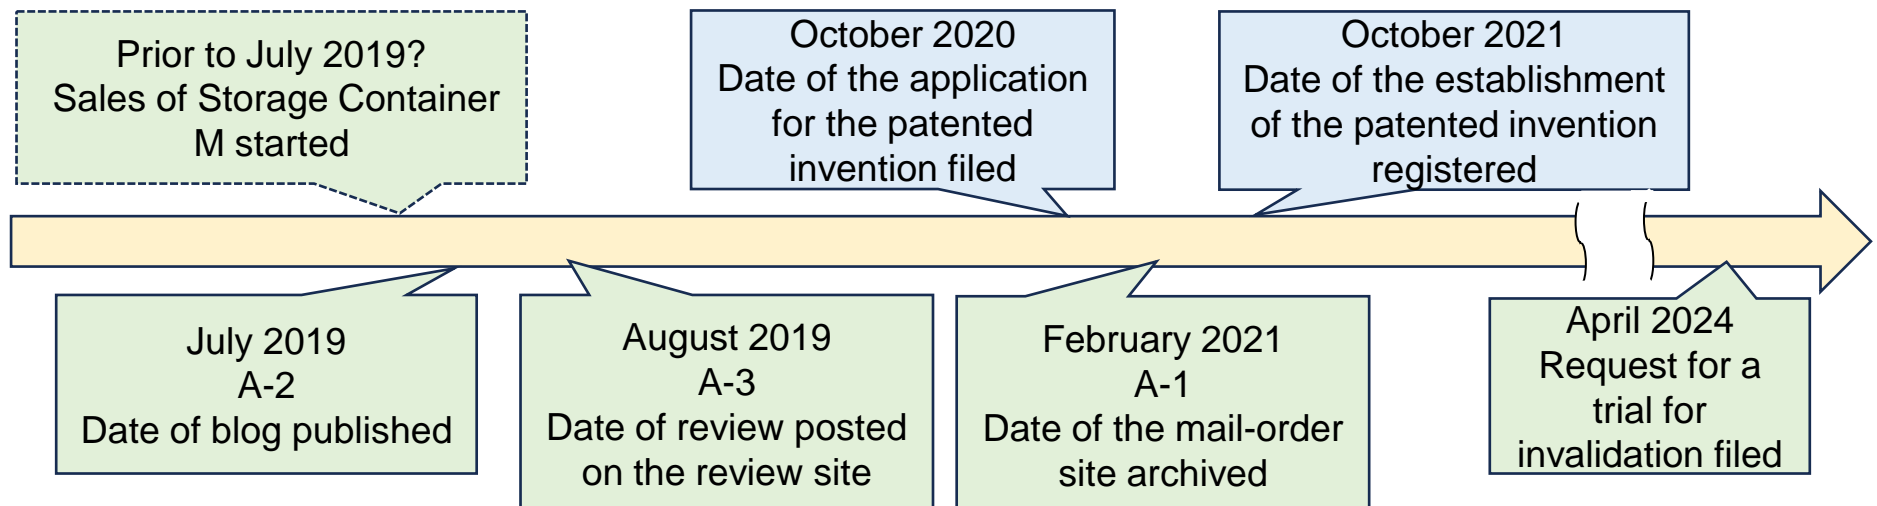 Prior to July 2019?
Sales of Storage Container
M started
October 2020
Date of the application
for the patented
invention filed
October 2021
Date of the establishment
of the patented invention
registered
July 2019
A-2
Date of blog published
August 2019
A-3
Date of review posted
on the review site
February 2021
A-1
Date of the mail-order
site archived
April 2024
Request for a
trial for
invalidation filed